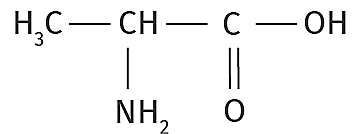 H₃C — CH — C — OH
NH₂ O